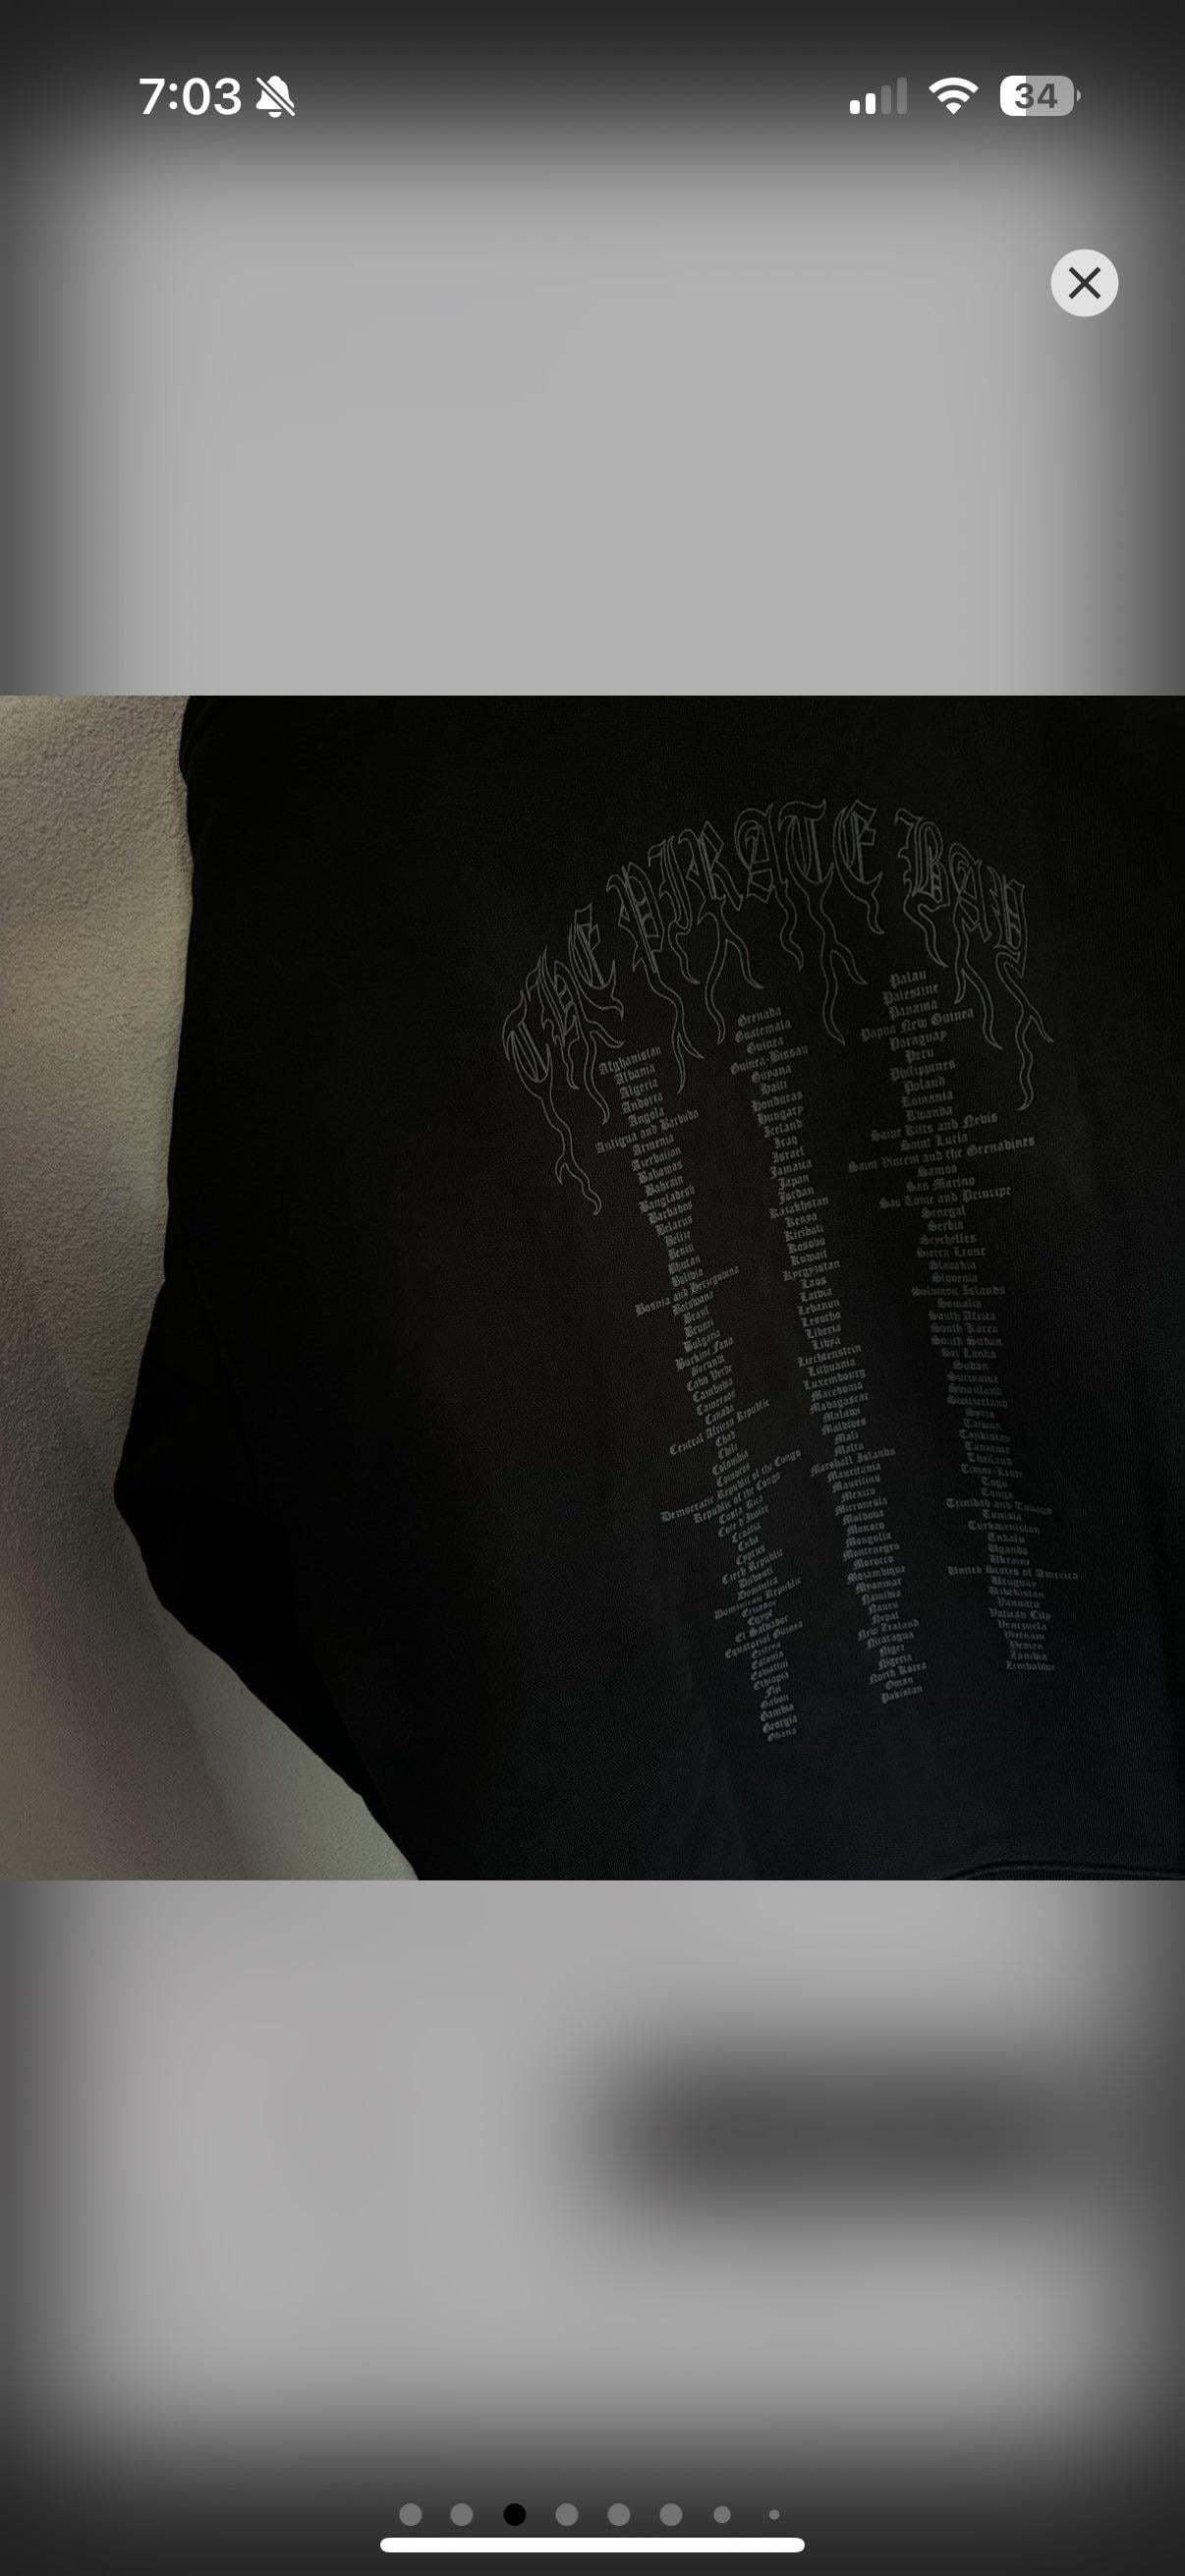 7:03
34
THE PIRATE BAY
Afghanistan
Albania
Algeria
Andorra
Angola
Antigua and Barbuda
Armenia
Azerbaijan
Bahamas
Bahrain
Bangladesh
Barbados
Belarus
Belize
Benin
Bhutan
Bolivia
Bosnia and Herzegovina
Botswana
Brazil
Brunei
Bulgaria
Burkina Faso
Burundi
Cabo Verde
Cambodia
Cameroon
Canada
Central African Republic
Chad
Chile
Colombia
Comoros
Democratic Republic of the Congo
Republic of the Congo
Costa Rica
Cote d'Ivoire
Croatia
Cuba
Cyprus
Czech Republic
Djibouti
Dominica
Dominican Republic
Ecuador
Egypt
El Salvador
Equatorial Guinea
Eritrea
Estonia
Eswatini
Ethiopia
Fiji
Gabon
Gambia
Georgia
Ghana
Grenada
Guatemala
Guinea
Guinea-Bissau
Guyana
Haiti
Honduras
Hungary
Iceland
Iraq
Israel
Jamaica
Japan
Jordan
Kazakhstan
Kenya
Kiribati
Kosovo
Kuwait
Kyrgyzstan
Laos
Latvia
Lebanon
Lesotho
Liberia
Libya
Liechtenstein
Lithuania
Luxembourg
Macedonia
Madagascar
Malawi
Maldives
Mali
Malta
Marshall Islands
Mauritania
Mauritius
Mexico
Micronesia
Moldova
Monaco
Mongolia
Montenegro
Morocco
Mozambique
Myanmar
Namibia
Nauru
Nepal
New Zealand
Nicaragua
Niger
Nigeria
North Korea
Oman
Pakistan
Palau
Palestine
Panama
Papua New Guinea
Paraguay
Peru
Philippines
Poland
Romania
Rwanda
Saint Kitts and Nevis
Saint Lucia
Saint Vincent and the Grenadines
Samoa
San Marino
Sao Tome and Principe
Senegal
Serbia
Seychelles
Sierra Leone
Slovakia
Slovenia
Solomon Islands
Somalia
South Africa
South Korea
South Sudan
Sri Lanka
Sudan
Suriname
Swaziland
Switzerland
Syria
Taiwan
Tajikistan
Tanzania
Thailand
Timor-Leste
Togo
Tonga
Trinidad and Tobago
Tunisia
Turkmenistan
Tuvalu
Uganda
Ukraine
United States of America
Uruguay
Uzbekistan
Vanuatu
Vatican City
Venezuela
Vietnam
Yemen
Zambia
Zimbabwe